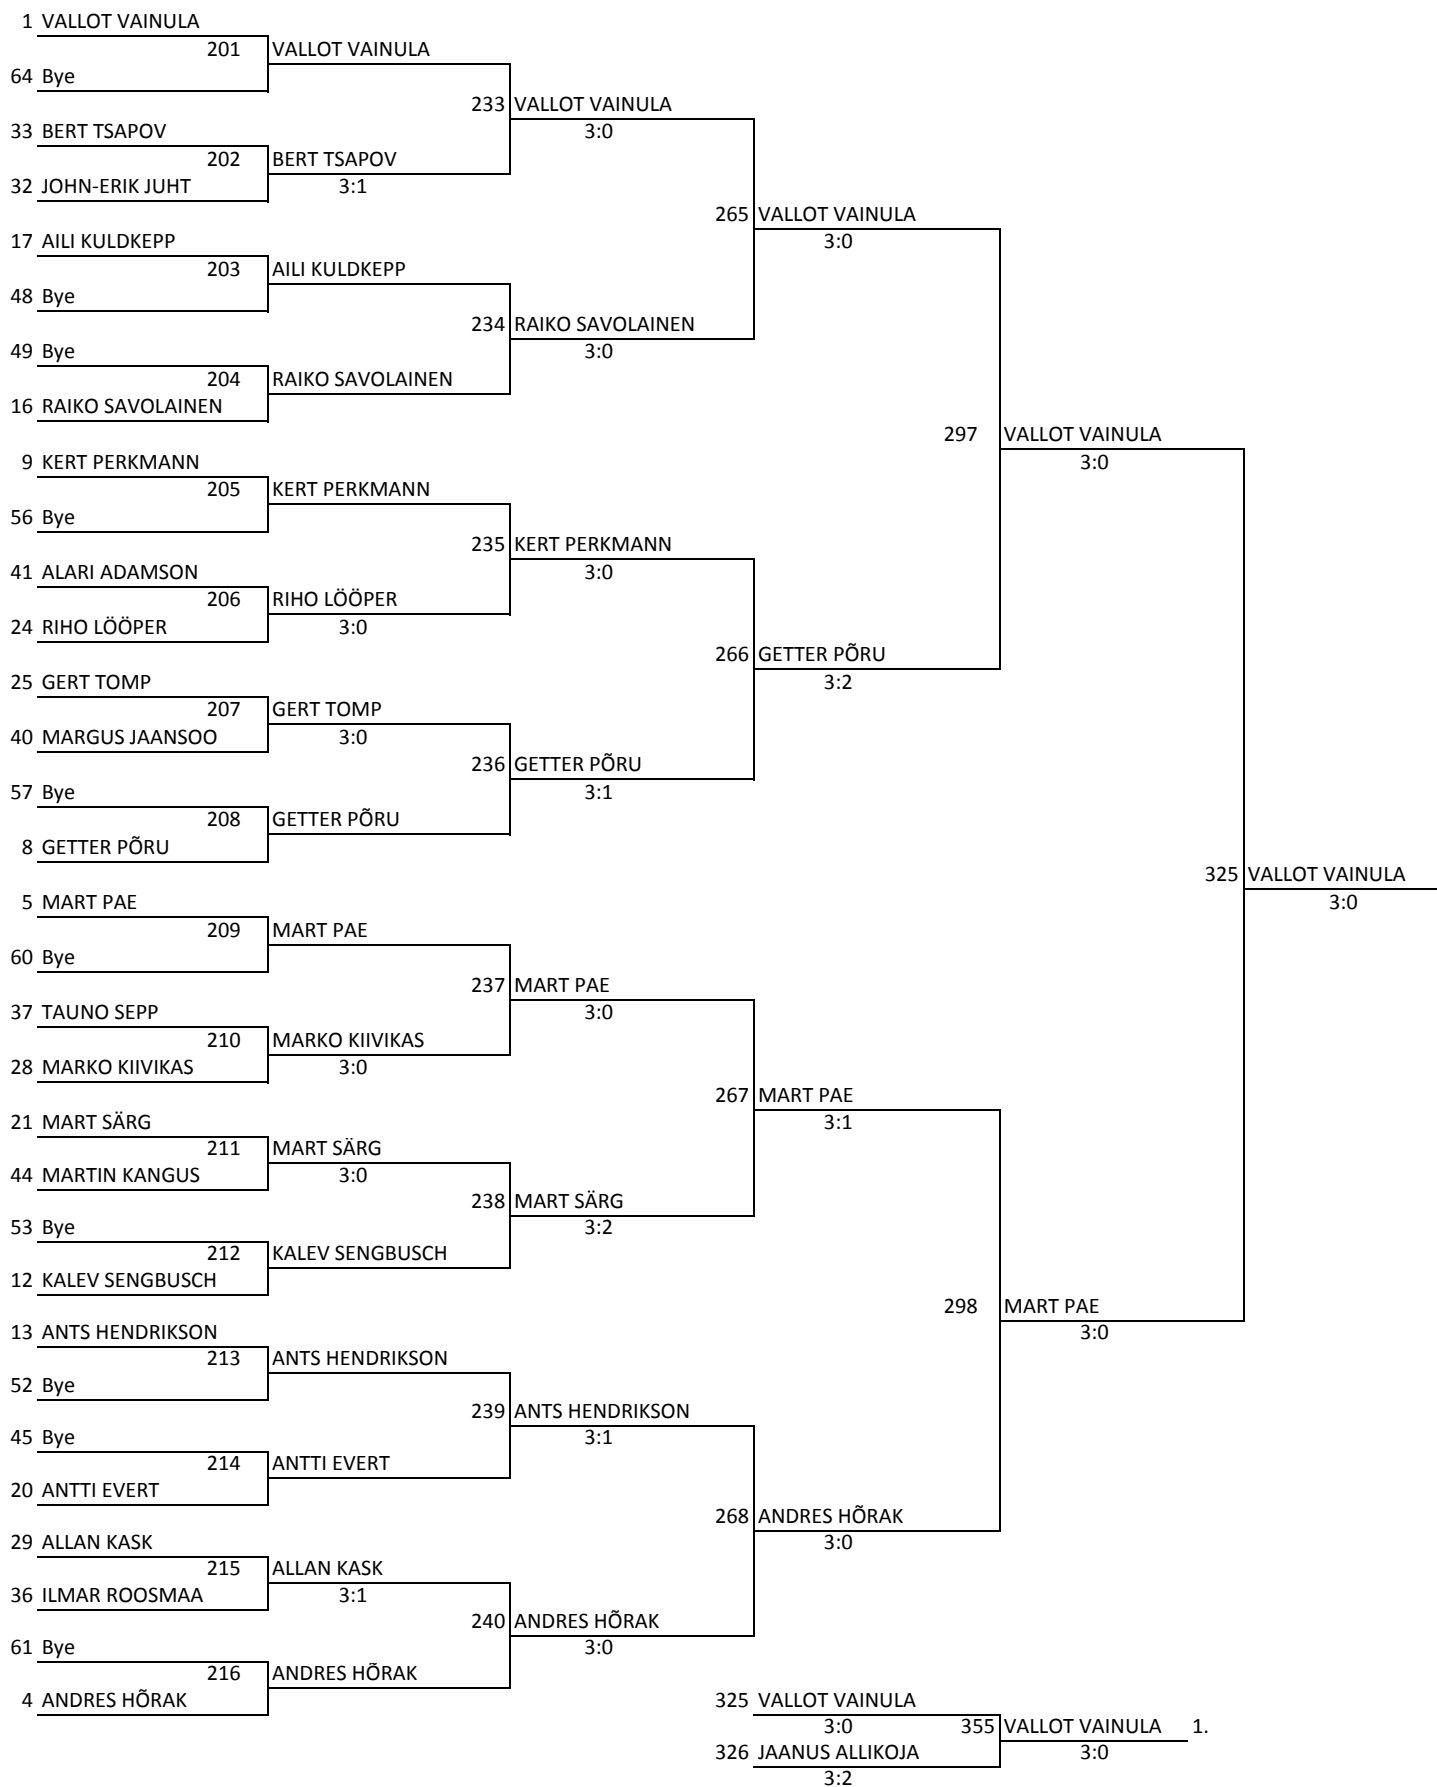 1 VALLOT VAINULA
201 VALLOT VAINULA
64 Bye
233 VALLOT VAINULA
33 BERT TSAPOV 3:0
202 BERT TSAPOV
32 JOHN-ERIK JUHT 3:1
265 VALLOT VAINULA
17 AILI KULDKEPP 3:0
203 AILI KULDKEPP
48 Bye
234 RAIKO SAVOLAINEN
49 Bye 3:0
204 RAIKO SAVOLAINEN
16 RAIKO SAVOLAINEN
297 VALLOT VAINULA
9 KERT PERKMANN 3:0
205 KERT PERKMANN
56 Bye
235 KERT PERKMANN
41 ALARI ADAMSON 3:0
206 RIHO LÖÖPER
24 RIHO LÖÖPER 3:0
266 GETTER PÕRU
25 GERT TOMP 3:2
207 GERT TOMP
40 MARGUS JAANSOO 3:0
236 GETTER PÕRU
57 Bye 3:1
208 GETTER PÕRU
8 GETTER PÕRU
325 VALLOT VAINULA
5 MART PAE 3:0
209 MART PAE
60 Bye
237 MART PAE
37 TAUNO SEPP 3:0
210 MARKO KIIVIKAS
28 MARKO KIIVIKAS 3:0
267 MART PAE
21 MART SÄRG 3:1
211 MART SÄRG
44 MARTIN KANGUS 3:0
238 MART SÄRG
53 Bye 3:2
212 KALEV SENGBUSCH
12 KALEV SENGBUSCH
298 MART PAE
13 ANTS HENDRIKSON 3:0
213 ANTS HENDRIKSON
52 Bye
239 ANTS HENDRIKSON
45 Bye 3:1
214 ANTTI EVERT
20 ANTTI EVERT
268 ANDRES HÕRAK
29 ALLAN KASK 3:0
215 ALLAN KASK
36 ILMAR ROOSMAA 3:1
240 ANDRES HÕRAK
61 Bye 3:0
216 ANDRES HÕRAK
4 ANDRES HÕRAK 325 VALLOT VAINULA
3:0 355 VALLOT VAINULA 1.
326 JAANUS ALLIKOJA 3:0
3:2